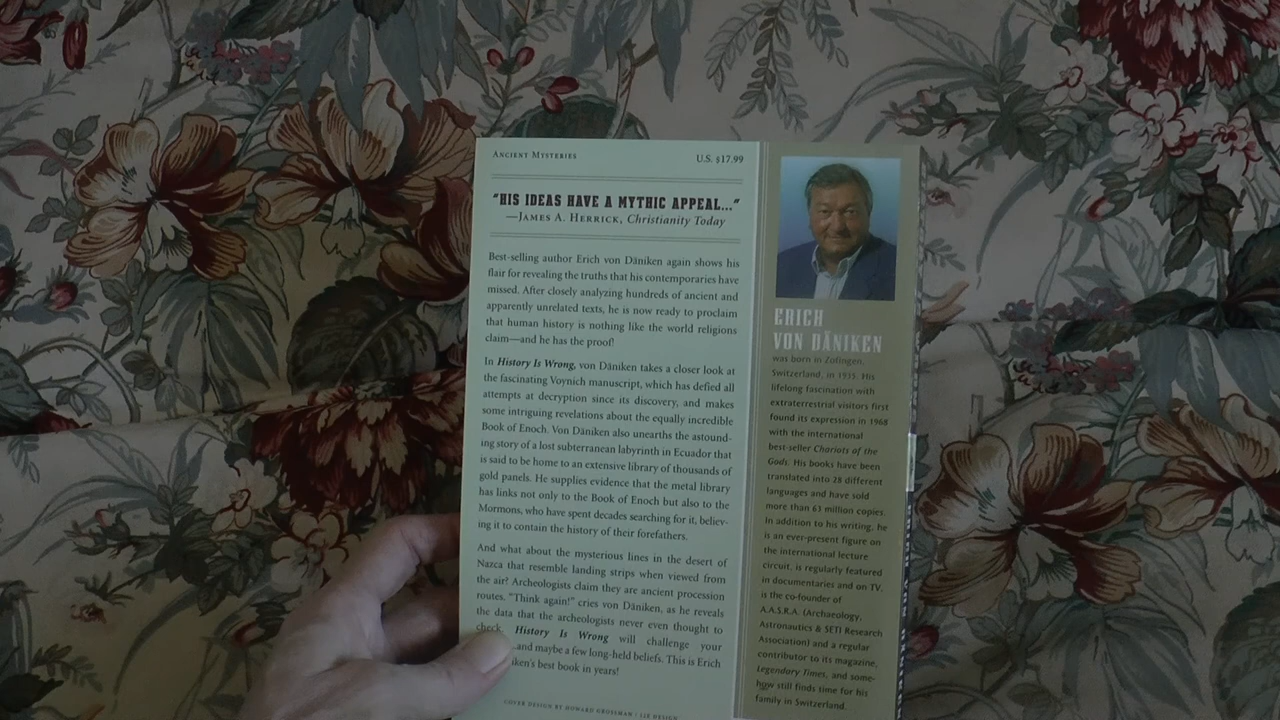 ANCIENT MYSTERIES
U.S. $17.99
"HIS IDEAS HAVE A MYTHIC APPEAL..."
—JAMES A. HERRICK, Christianity Today
Best-selling author Erich von Däniken again shows his
flair for revealing the truths that his contemporaries have
missed. After closely analyzing hundreds of ancient and
apparently unrelated texts, he is now ready to proclaim
that human history is nothing like the world religions
claim—and he has the proof!
In History Is Wrong, von Däniken takes a closer look at
the fascinating Voynich manuscript, which has defied all
attempts at decryption since its discovery, and makes
some intriguing revelations about the equally incredible
Book of Enoch. Von Däniken also unearths the astound-
ing story of a lost subterranean labyrinth in Ecuador that
is said to be home to an extensive library of thousands of
gold panels. He supplies evidence that the metal library
has links not only to the Book of Enoch but also to the
Mormons, who have spent decades searching for it, believ-
ing it to contain the history of their forefathers.
And what about the mysterious lines in the desert of
Nazca that resemble landing strips when viewed from
the air? Archeologists claim they are ancient procession
routes. "Think again!" cries von Däniken, as he reveals
the data that the archeologists never even thought to
check. History Is Wrong will challenge your
—and maybe a few long-held beliefs. This is Erich
iken's best book in years!
COVER DESIGN BY HOWARD GROSSMAN / 12E DESIGN
ERICH
VON DÄNIKEN
was born in Zofingen,
Switzerland, in 1935. His
lifelong fascination with
extraterrestrial visitors first
found its expression in 1968
with the international
best-seller Chariots of the
Gods. His books have been
translated into 28 different
languages and have sold
more than 63 million copies.
In addition to his writing, he
is an ever-present figure on
the international lecture
circuit, is regularly featured
in documentaries and on TV,
is the co-founder of
A.A.S.R.A. (Archaeology,
Astronautics & SETI Research
Association) and a regular
contributor to its magazine,
Legendary Times, and some-
how still finds time for his
family in Switzerland.